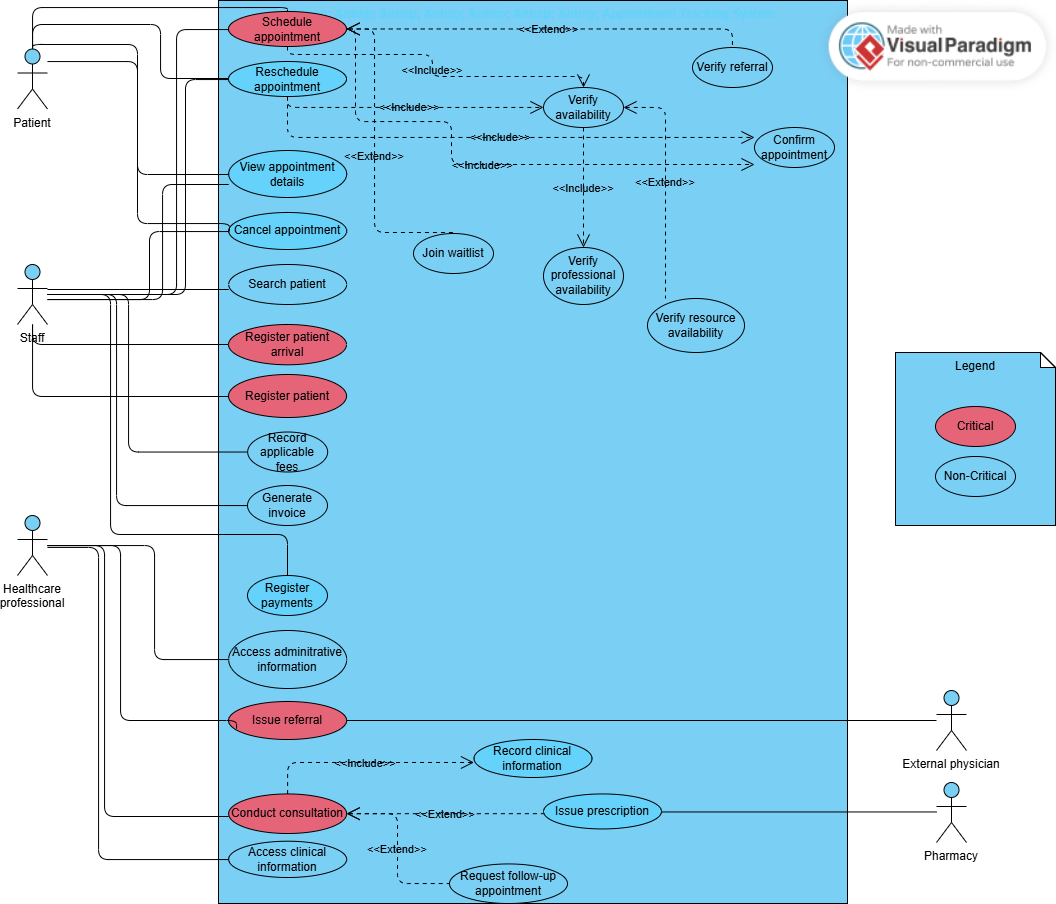 Made with
Visual Paradigm
For non-commercial use
Schedule
appointment
<<Extend>>
Verify referral
Patient
Reschedule
appointment
<<Include>>
Verify
availability
<<Include>>
<<Include>>
Confirm
appointment
<<Extend>>
<<Include>>
View appointment
details
<<Include>>
<<Extend>>
Cancel appointment
Join waitlist
Verify
professional
availability
Search patient
Staff
Verify resource
availability
Register patient
arrival
Register patient
Record
applicable
fees
Generate
invoice
Legend
Critical
Non-Critical
Healthcare
professional
Register
payments
Access adminitrative
information
Issue referral
External physician
Record clinical
information
<<Include>>
Conduct consultation
<<Extend>>
Issue prescription
Pharmacy
Access clinical
information
<<Extend>>
Request follow-up
appointment